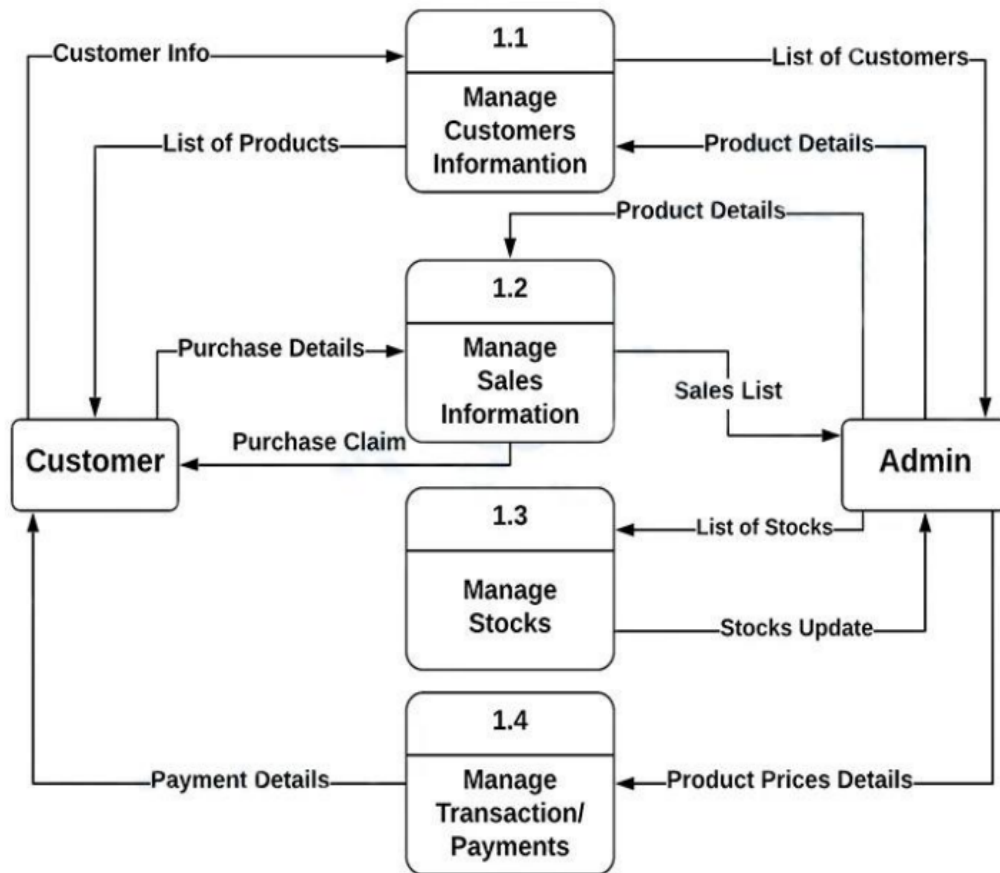 1.1
Customer Info
List of Customers
Manage
Customers
Informantion
List of Products
Product Details
Product Details
1.2
Purchase Details
Manage
Sales
Information
Sales List
Purchase Claim
Customer
Admin
1.3
List of Stocks
Manage
Stocks
Stocks Update
1.4
Payment Details
Manage
Transaction/
Payments
Product Prices Details